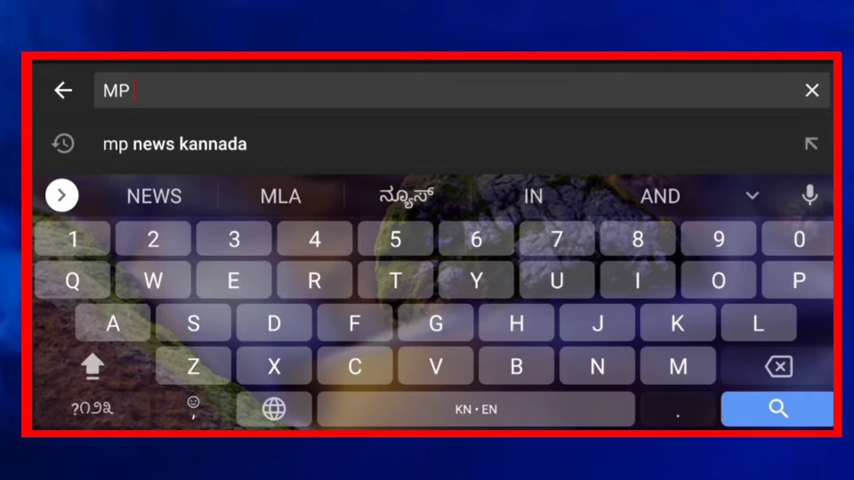 MP
mp news kannada
NEWS MLA ನ್ಯೂಸ್ IN AND
1 2 3 4 5 6 7 8 9 0
Q W E R T Y U I O P
A S D F G H J K L
Z X C V B N M
?೧೨೩ , KN • EN .